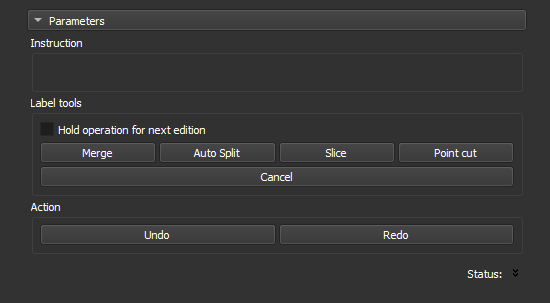 Parameters
Instruction
Label tools
Hold operation for next edition
Merge Auto Split Slice Point cut
Cancel
Action
Undo Redo
Status: